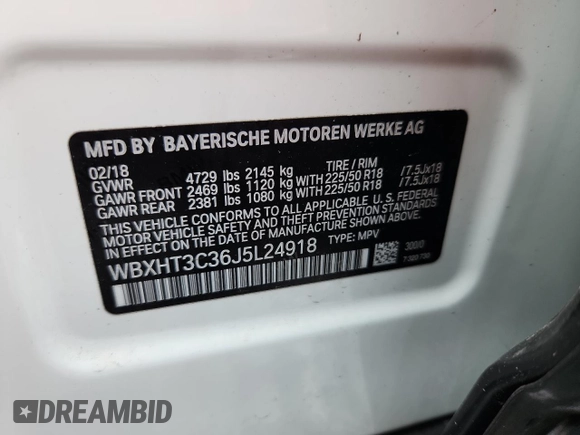 MFD BY BAYERISCHE MOTOREN WERKE AG
02/18 TIRE / RIM
GVWR 4729 lbs 2145 kg
GAWR FRONT 2469 lbs 1120 kg WITH 225/50 R18 /7.5Jx18
GAWR REAR 2381 lbs 1080 kg WITH 225/50 R18 /7.5Jx18
THIS VEHICLE CONFORMS TO ALL APPLICABLE U.S. FEDERAL
MOTOR VEHICLE SAFETY AND THEFT PREVENTION STANDARDS
IN EFFECT ON THE DATE OF MANUFACTURE SHOWN ABOVE.
WBXHT3C36J5L24918 TYPE: MPV
300/0
DREAMBID